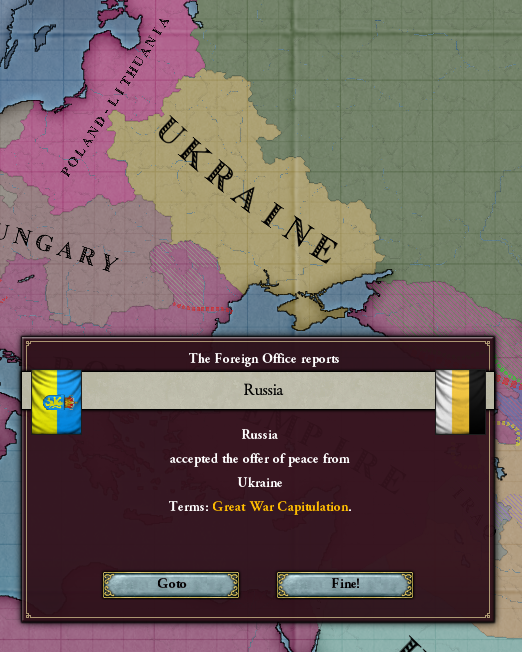 POLAND-LITHUANIA
UKRAINE
UNGARY
The Foreign Office reports
Russia
Russia
accepted the offer of peace from
Ukraine
Terms: Great War Capitulation.
Goto
Fine!